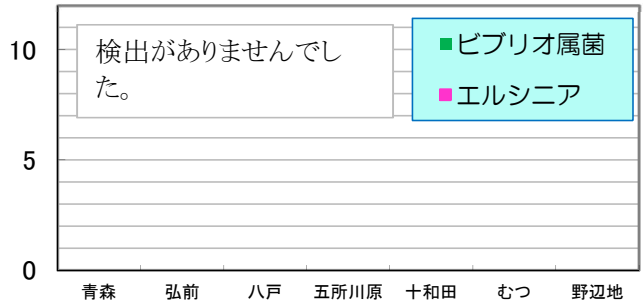 10
5
0
検出がありませんでし
た。
■ビブリオ属菌
■エルシニア
青森 弘前 八戸 五所川原 十和田 むつ 野辺地